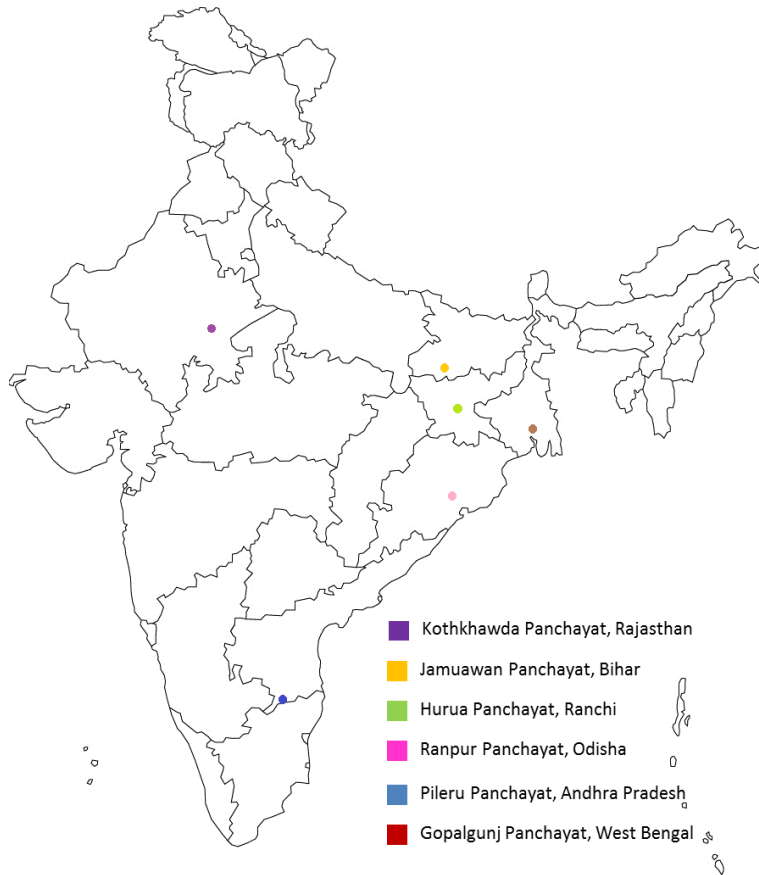 Kothkhawda Panchayat, Rajasthan
Jamuawan Panchayat, Bihar
Hurua Panchayat, Ranchi
Ranpur Panchayat, Odisha
Pileru Panchayat, Andhra Pradesh
Gopalgunj Panchayat, West Bengal